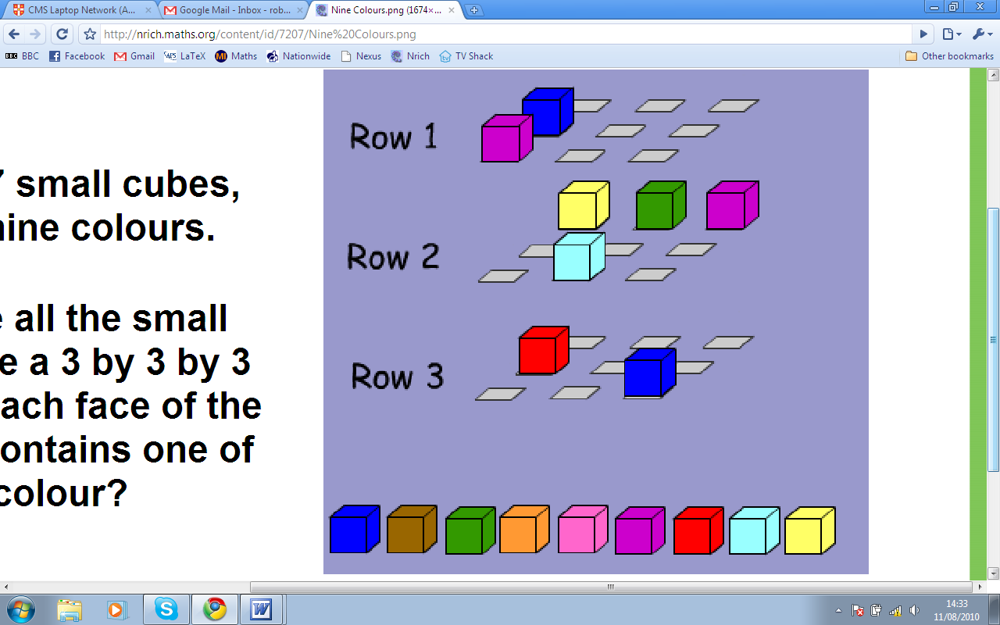 CMS Laptop Network (A...
Google Mail - Inbox - rob...
Nine Colours.png (1674×...
http://nrich.maths.org/content/id/7207/Nine%20Colours.png
BBC BBC Facebook Gmail LaTeX Maths Nationwide Nexus Nrich TV Shack Other bookmarks
Row 1
small cubes,
nine colours.
Row 2
all the small
e a 3 by 3 by 3
Row 3
ach face of the
ontains one of
colour?
14:33
11/08/2010